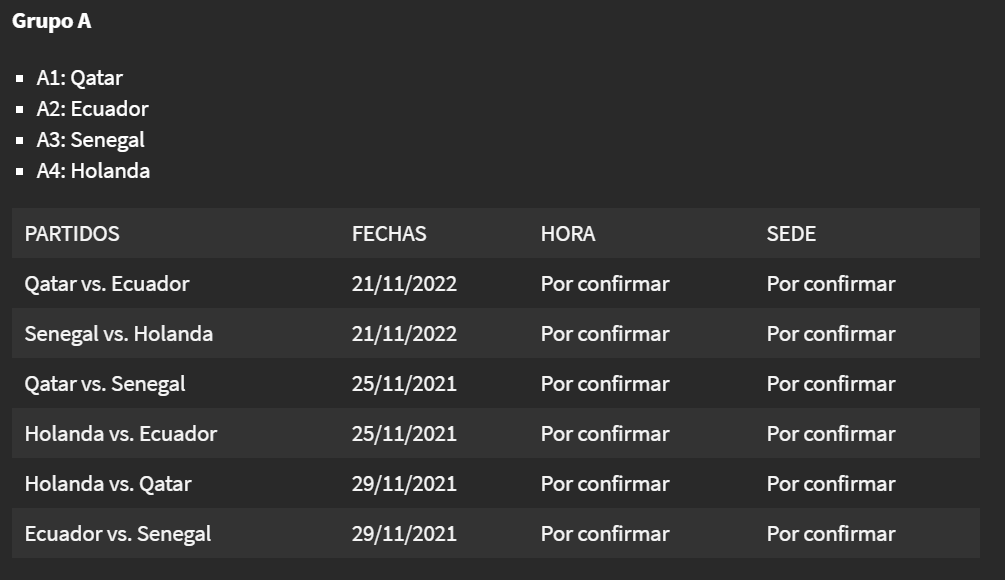 Grupo A
A1: Qatar
A2: Ecuador
A3: Senegal
A4: Holanda
PARTIDOS FECHAS HORA SEDE
Qatar vs. Ecuador 21/11/2022 Por confirmar Por confirmar
Senegal vs. Holanda 21/11/2022 Por confirmar Por confirmar
Qatar vs. Senegal 25/11/2021 Por confirmar Por confirmar
Holanda vs. Ecuador 25/11/2021 Por confirmar Por confirmar
Holanda vs. Qatar 29/11/2021 Por confirmar Por confirmar
Ecuador vs. Senegal 29/11/2021 Por confirmar Por confirmar